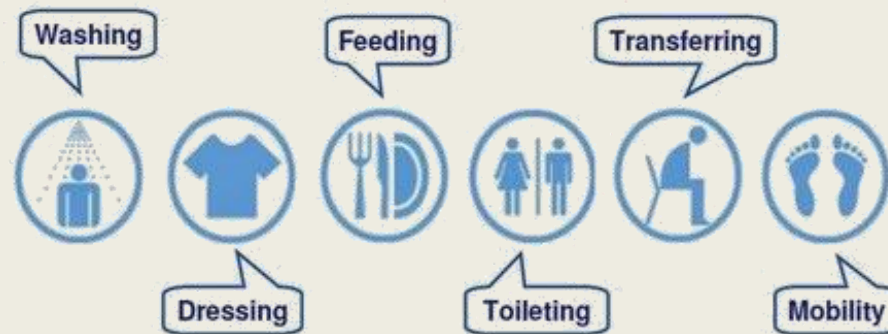 Washing
Feeding
Transferring
Dressing
Toileting
Mobility